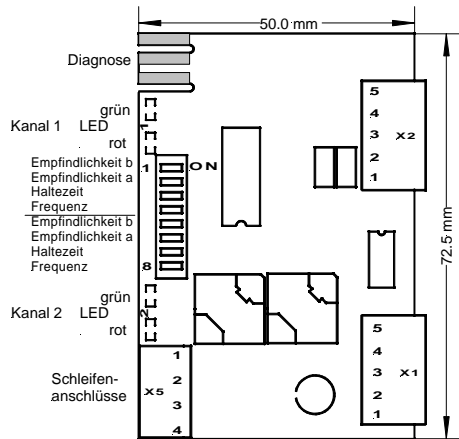 50.0 mm
Diagnose
grün
Kanal 1 LED 1
rot
Empfindlichkeit b
Empfindlichkeit a
Haltezeit
Frequenz
Empfindlichkeit b
Empfindlichkeit a
Haltezeit
Frequenz
1 ON
8
grün
Kanal 2 LED 2
rot
Schleifen-
anschlüsse
X5
1
2
3
4
5
4
3 X2
2
1
72.5 mm
5
4
3 X1
2
1